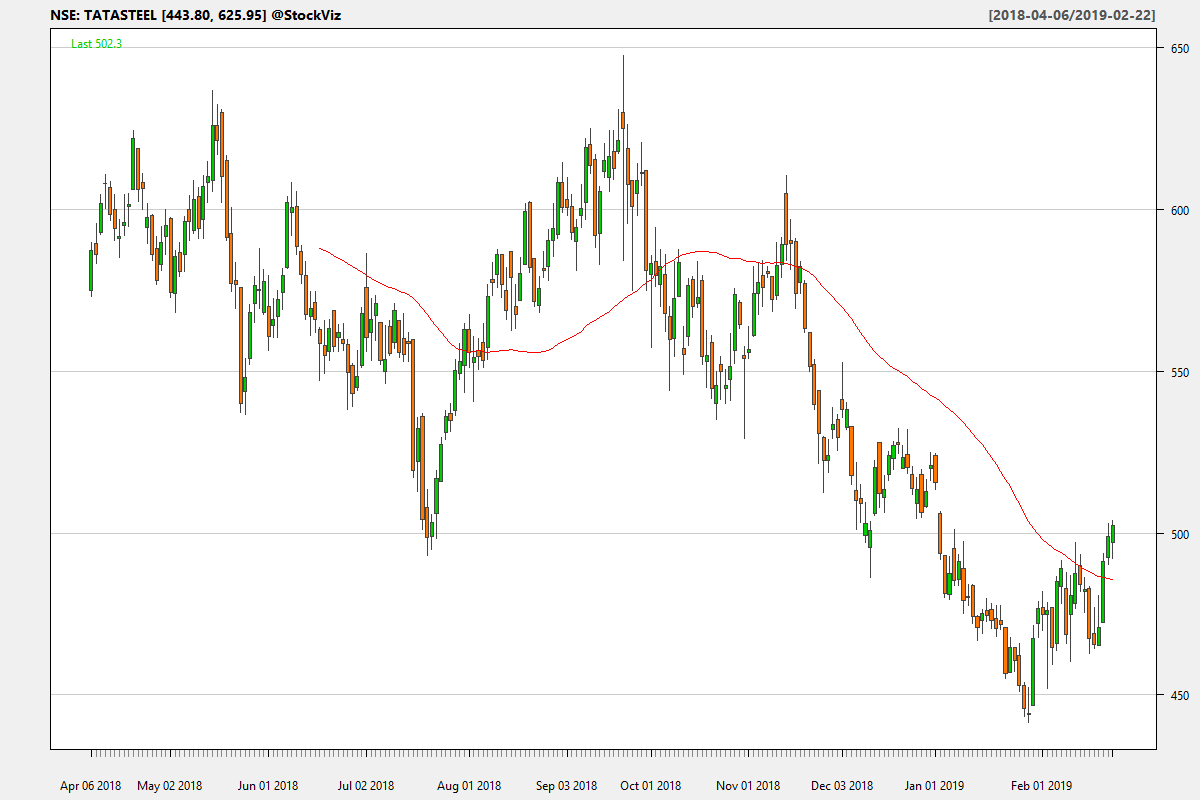 NSE: TATASTEEL [443.80, 625.95] @StockViz [2018-04-06/2019-02-22]
Last 502.3
650
600
550
500
450
Apr 06 2018 May 02 2018 Jun 01 2018 Jul 02 2018 Aug 01 2018 Sep 03 2018 Oct 01 2018 Nov 01 2018 Dec 03 2018 Jan 01 2019 Feb 01 2019